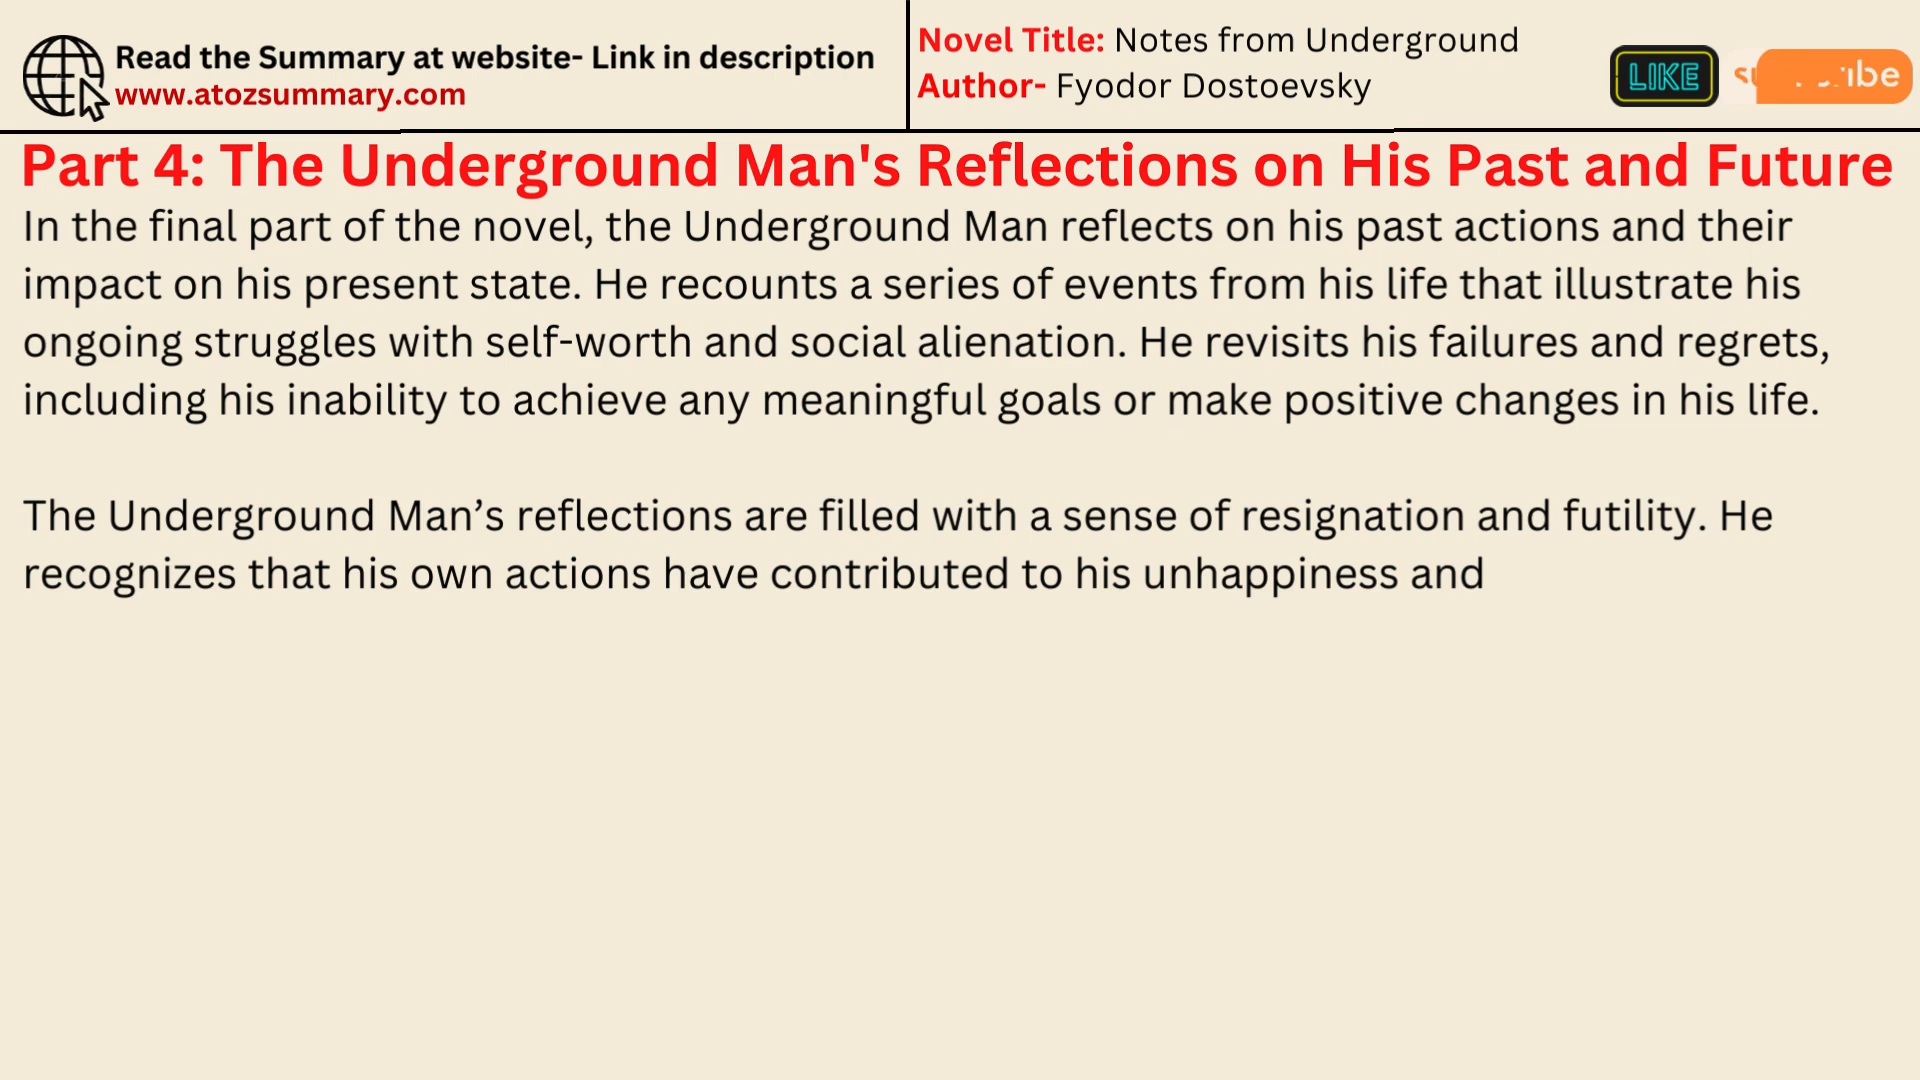 Read the Summary at website- Link in description
www.atozsummary.com
Novel Title: Notes from Underground
Author- Fyodor Dostoevsky
LIKE
Part 4: The Underground Man's Reflections on His Past and Future
In the final part of the novel, the Underground Man reflects on his past actions and their
impact on his present state. He recounts a series of events from his life that illustrate his
ongoing struggles with self-worth and social alienation. He revisits his failures and regrets,
including his inability to achieve any meaningful goals or make positive changes in his life.
The Underground Man’s reflections are filled with a sense of resignation and futility. He
recognizes that his own actions have contributed to his unhappiness and